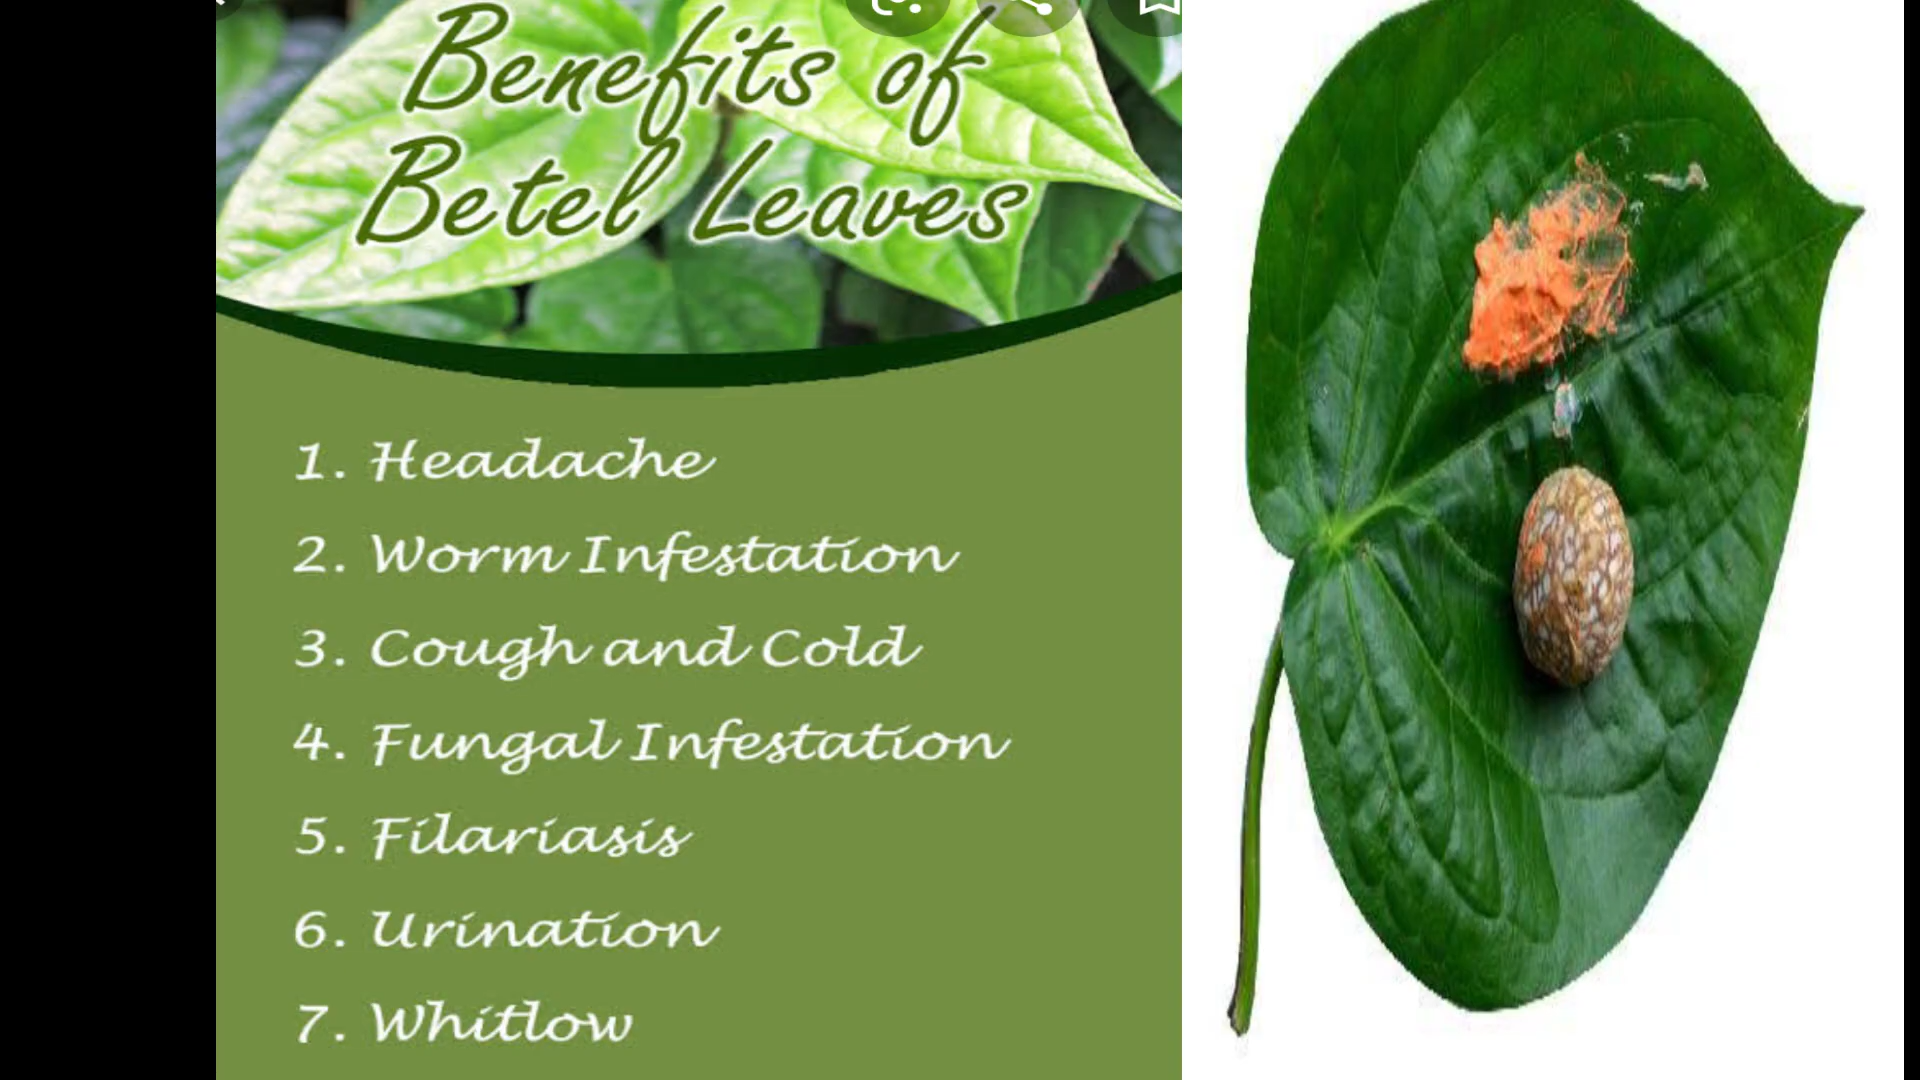 Benefits of
Betel Leaves
1. Headache
2. Worm Infestation
3. Cough and Cold
4. Fungal Infestation
5. Filariasis
6. Urination
7. Whitlow